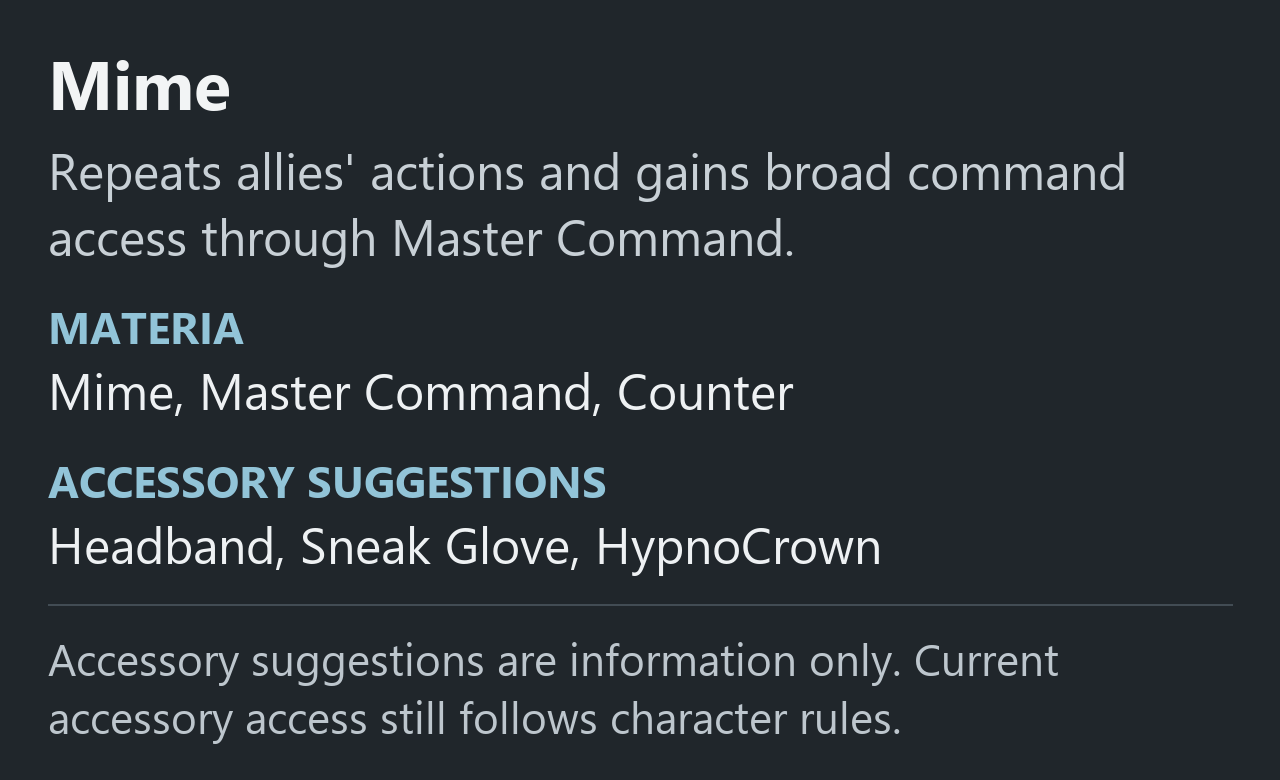 Mime
Repeats allies' actions and gains broad command
access through Master Command.
MATERIA
Mime, Master Command, Counter
ACCESSORY SUGGESTIONS
Headband, Sneak Glove, HypnoCrown
Accessory suggestions are information only. Current
accessory access still follows character rules.